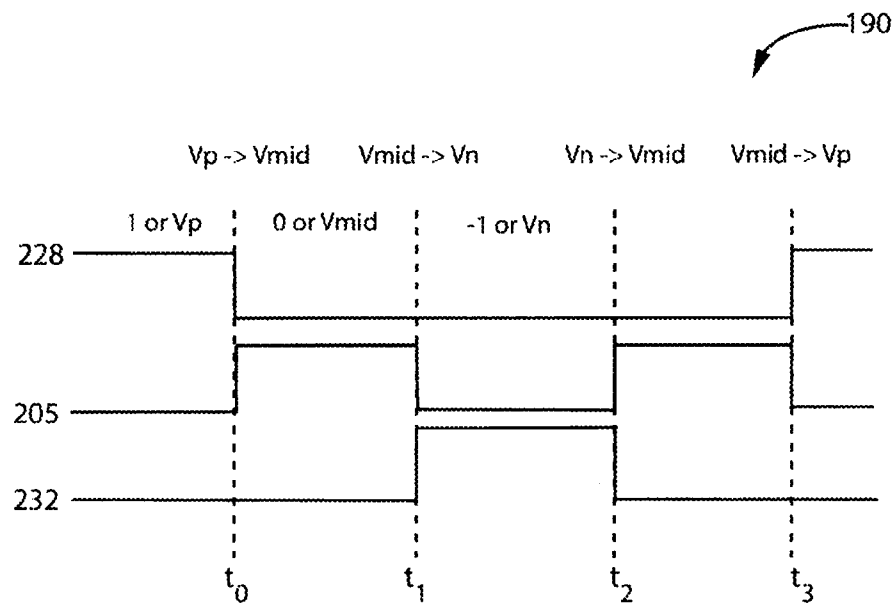 190
Vp -> Vmid Vmid -> Vn Vn -> Vmid Vmid -> Vp
1 or Vp 0 or Vmid -1 or Vn
228
205
232
t0 t1 t2 t3